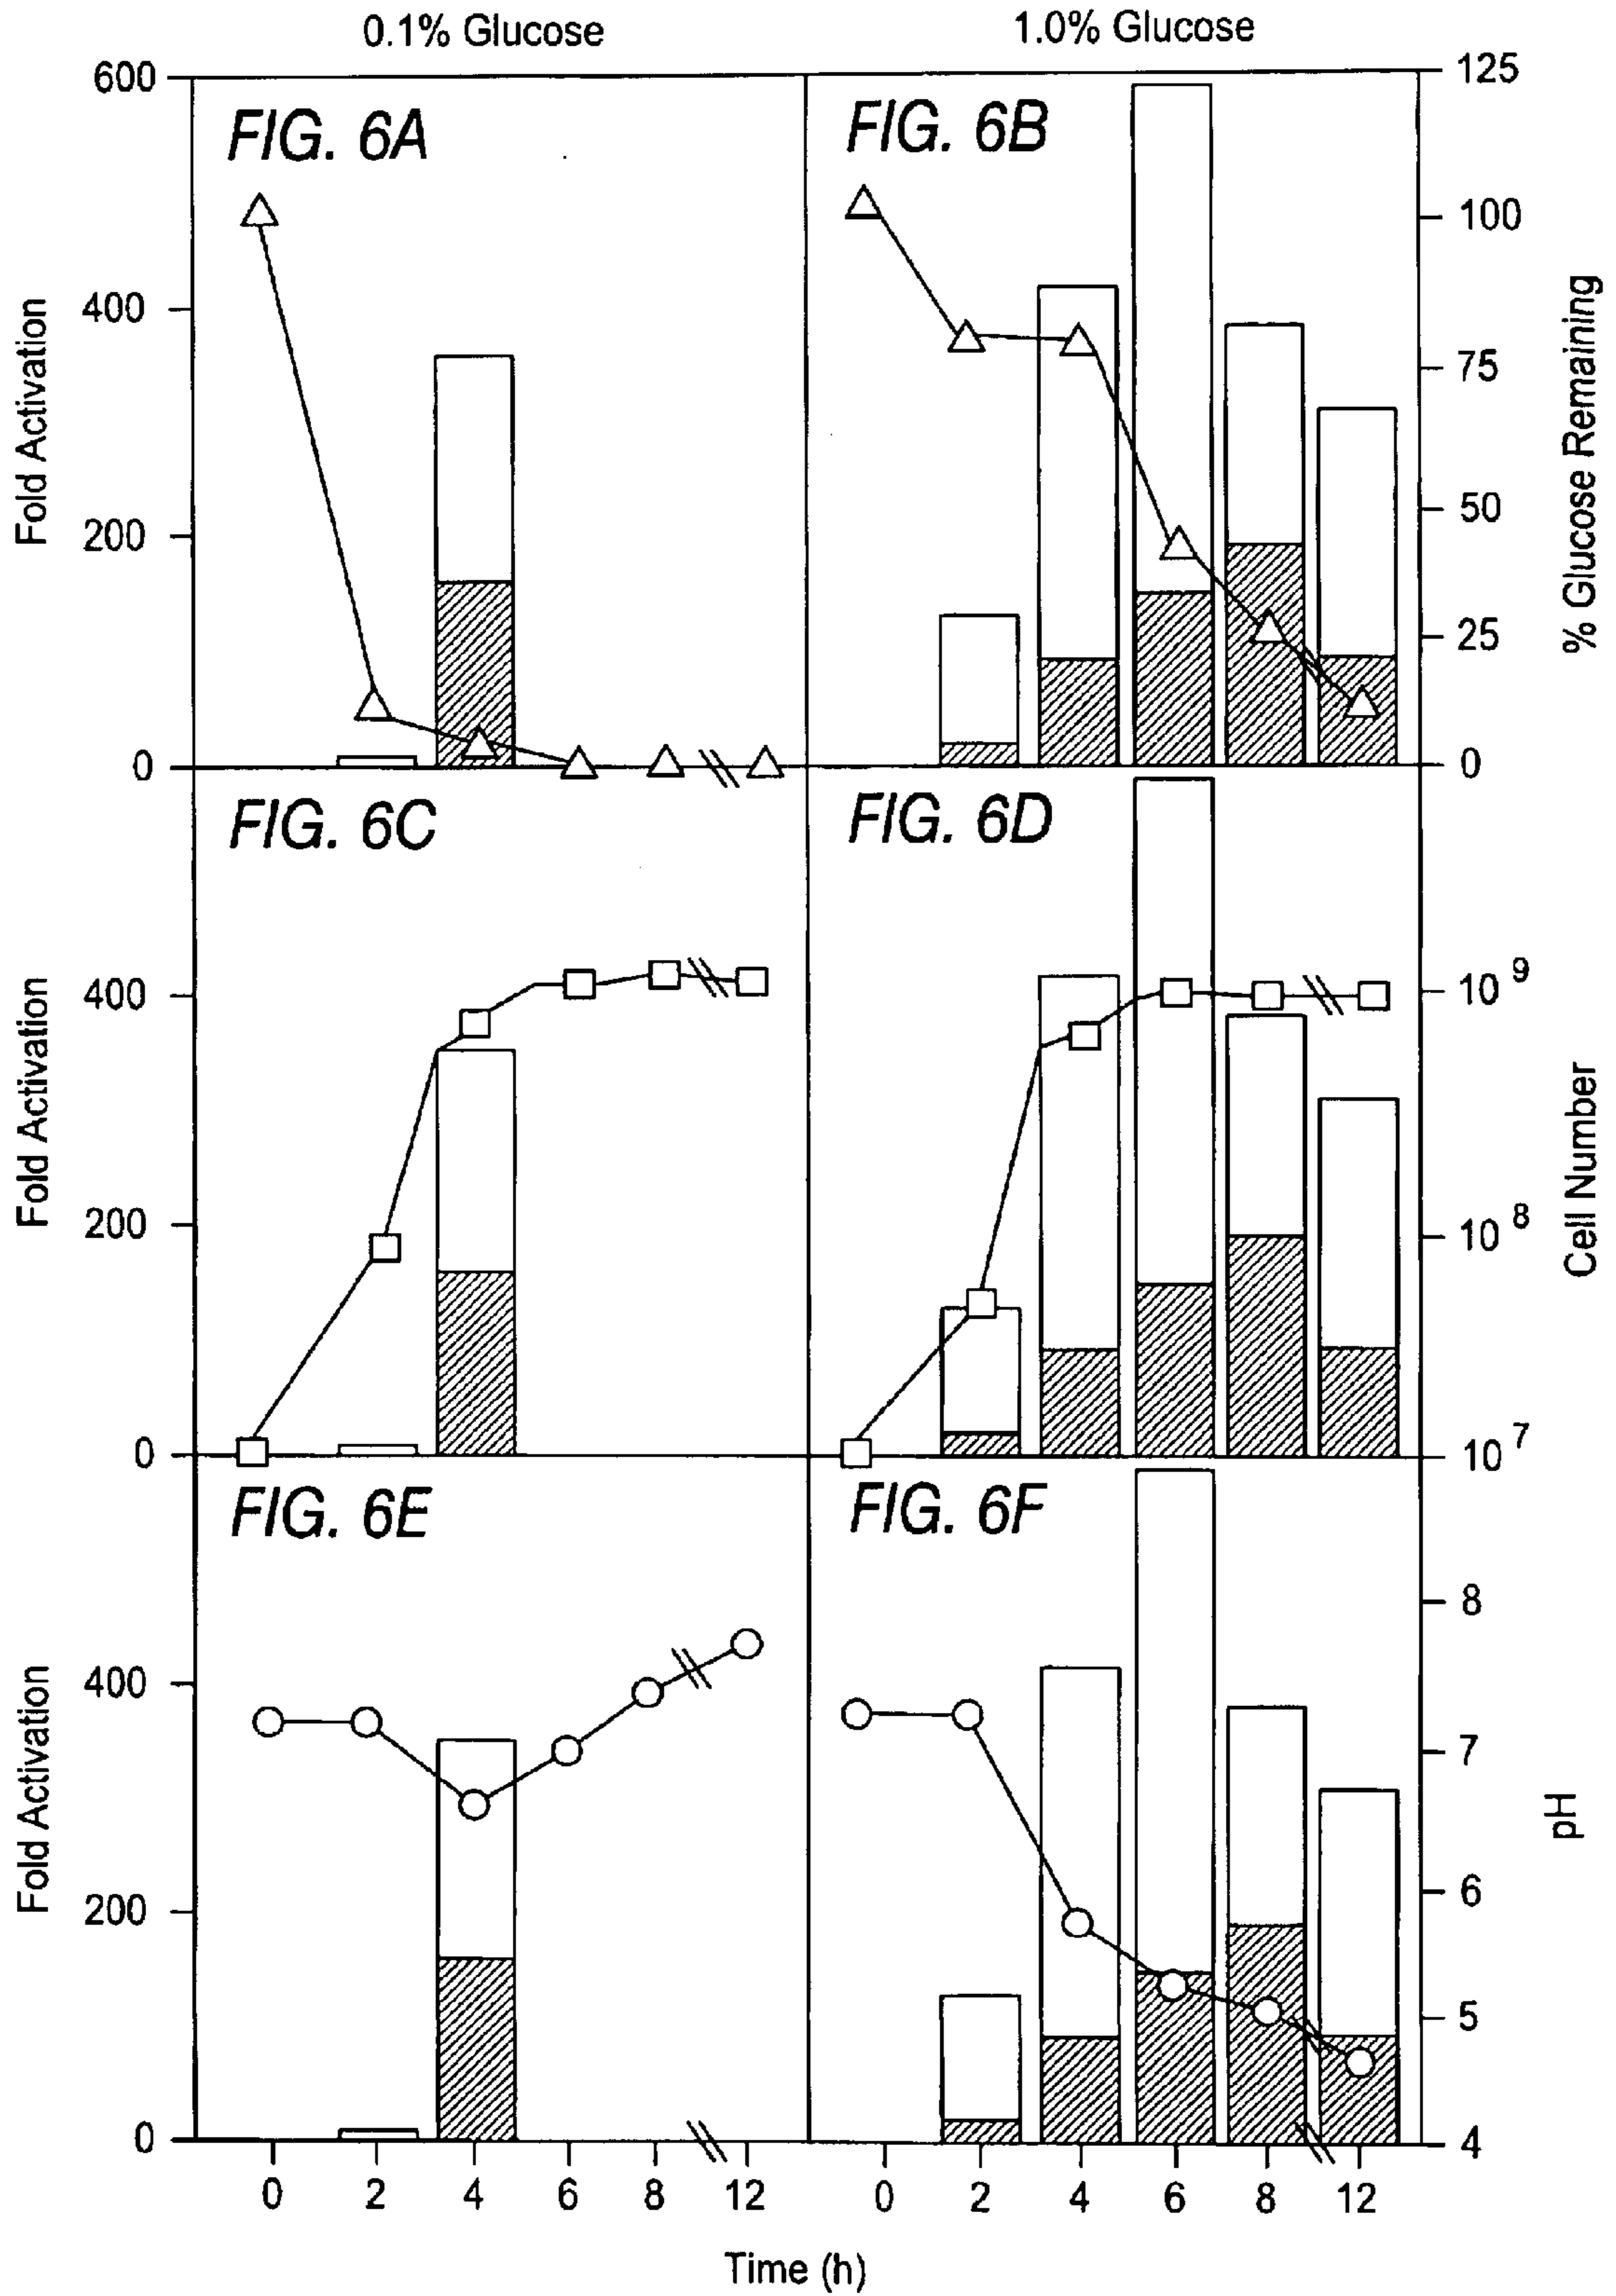 0.1% Glucose
1.0% Glucose
FIG. 6A
FIG. 6B
Fold Activation
600
400
200
0
125
100
75
50
25
0
% Glucose Remaining
FIG. 6C
FIG. 6D
Fold Activation
400
200
0
10 9
10 8
10 7
Cell Number
FIG. 6E
FIG. 6F
Fold Activation
400
200
0
8
7
6
5
4
pH
0 2 4 6 8 12
0 2 4 6 8 12
Time (h)